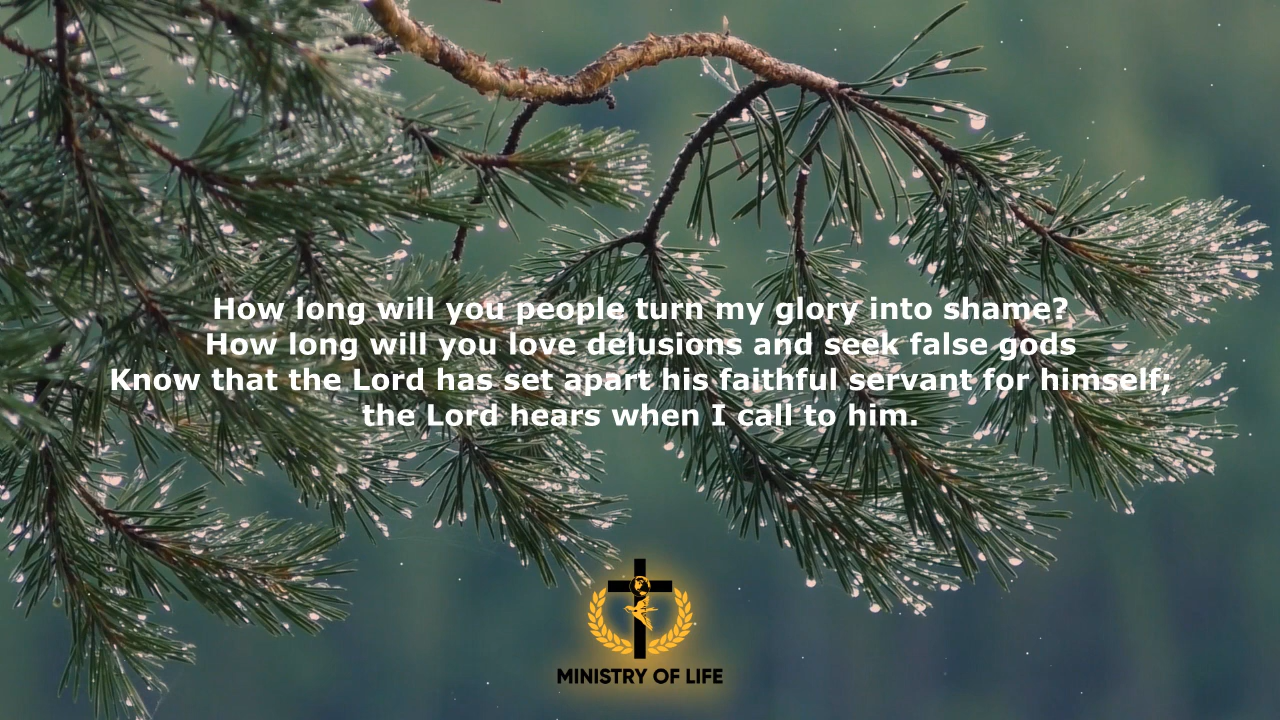 How long will you people turn my glory into shame?
How long will you love delusions and seek false gods
Know that the Lord has set apart his faithful servant for himself;
the Lord hears when I call to him.
MINISTRY OF LIFE